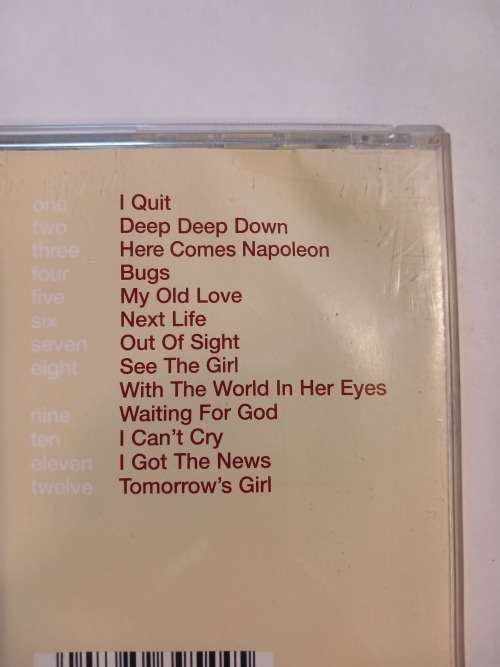 one I Quit
two Deep Deep Down
three Here Comes Napoleon
four Bugs
five My Old Love
six Next Life
seven Out Of Sight
eight See The Girl
With The World In Her Eyes
nine Waiting For God
ten I Can't Cry
eleven I Got The News
twelve Tomorrow's Girl